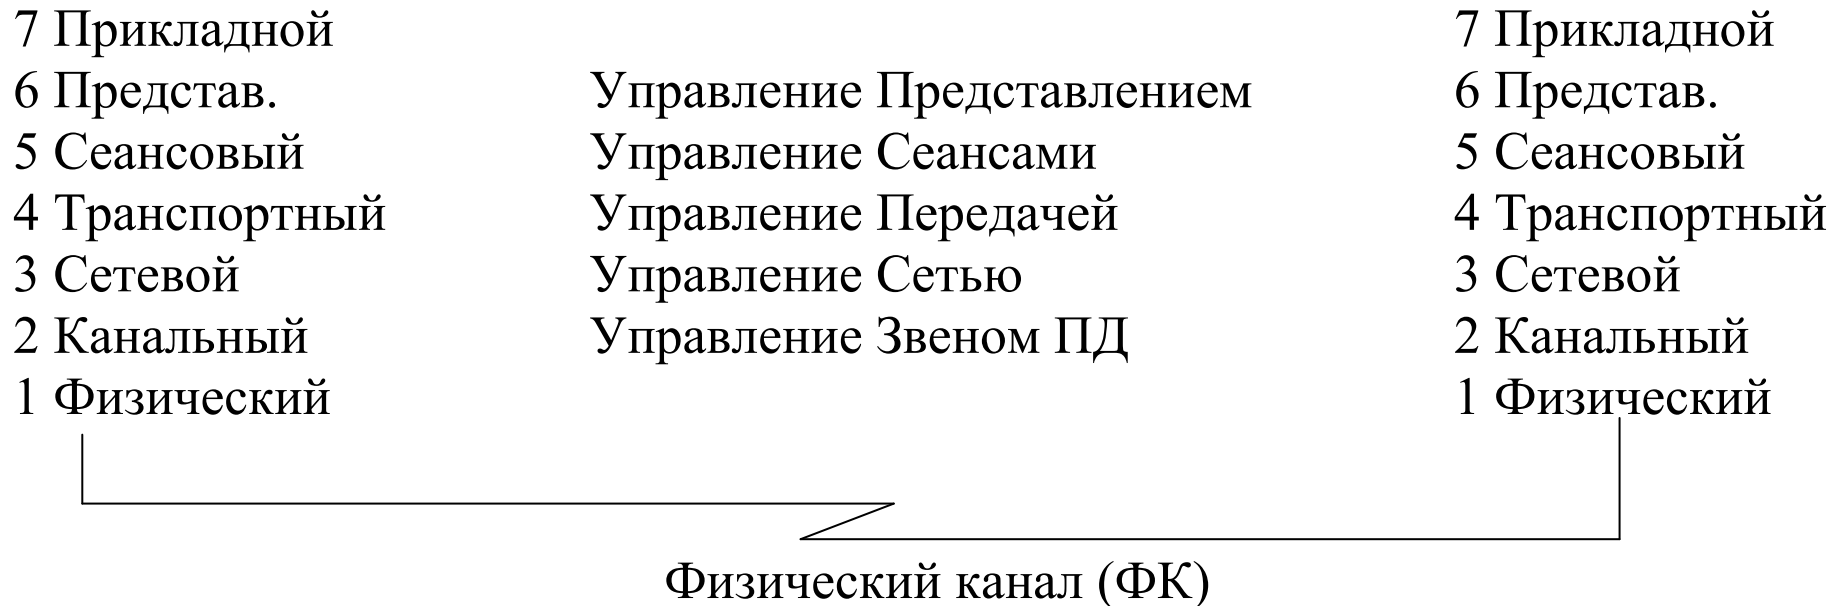 7 Прикладной 7 Прикладной
6 Представ. Управление Представлением 6 Представ.
5 Сеансовый Управление Сеансами 5 Сеансовый
4 Транспортный Управление Передачей 4 Транспортный
3 Сетевой Управление Сетью 3 Сетевой
2 Канальный Управление Звеном ПД 2 Канальный
1 Физический 1 Физический
Физический канал (ФК)